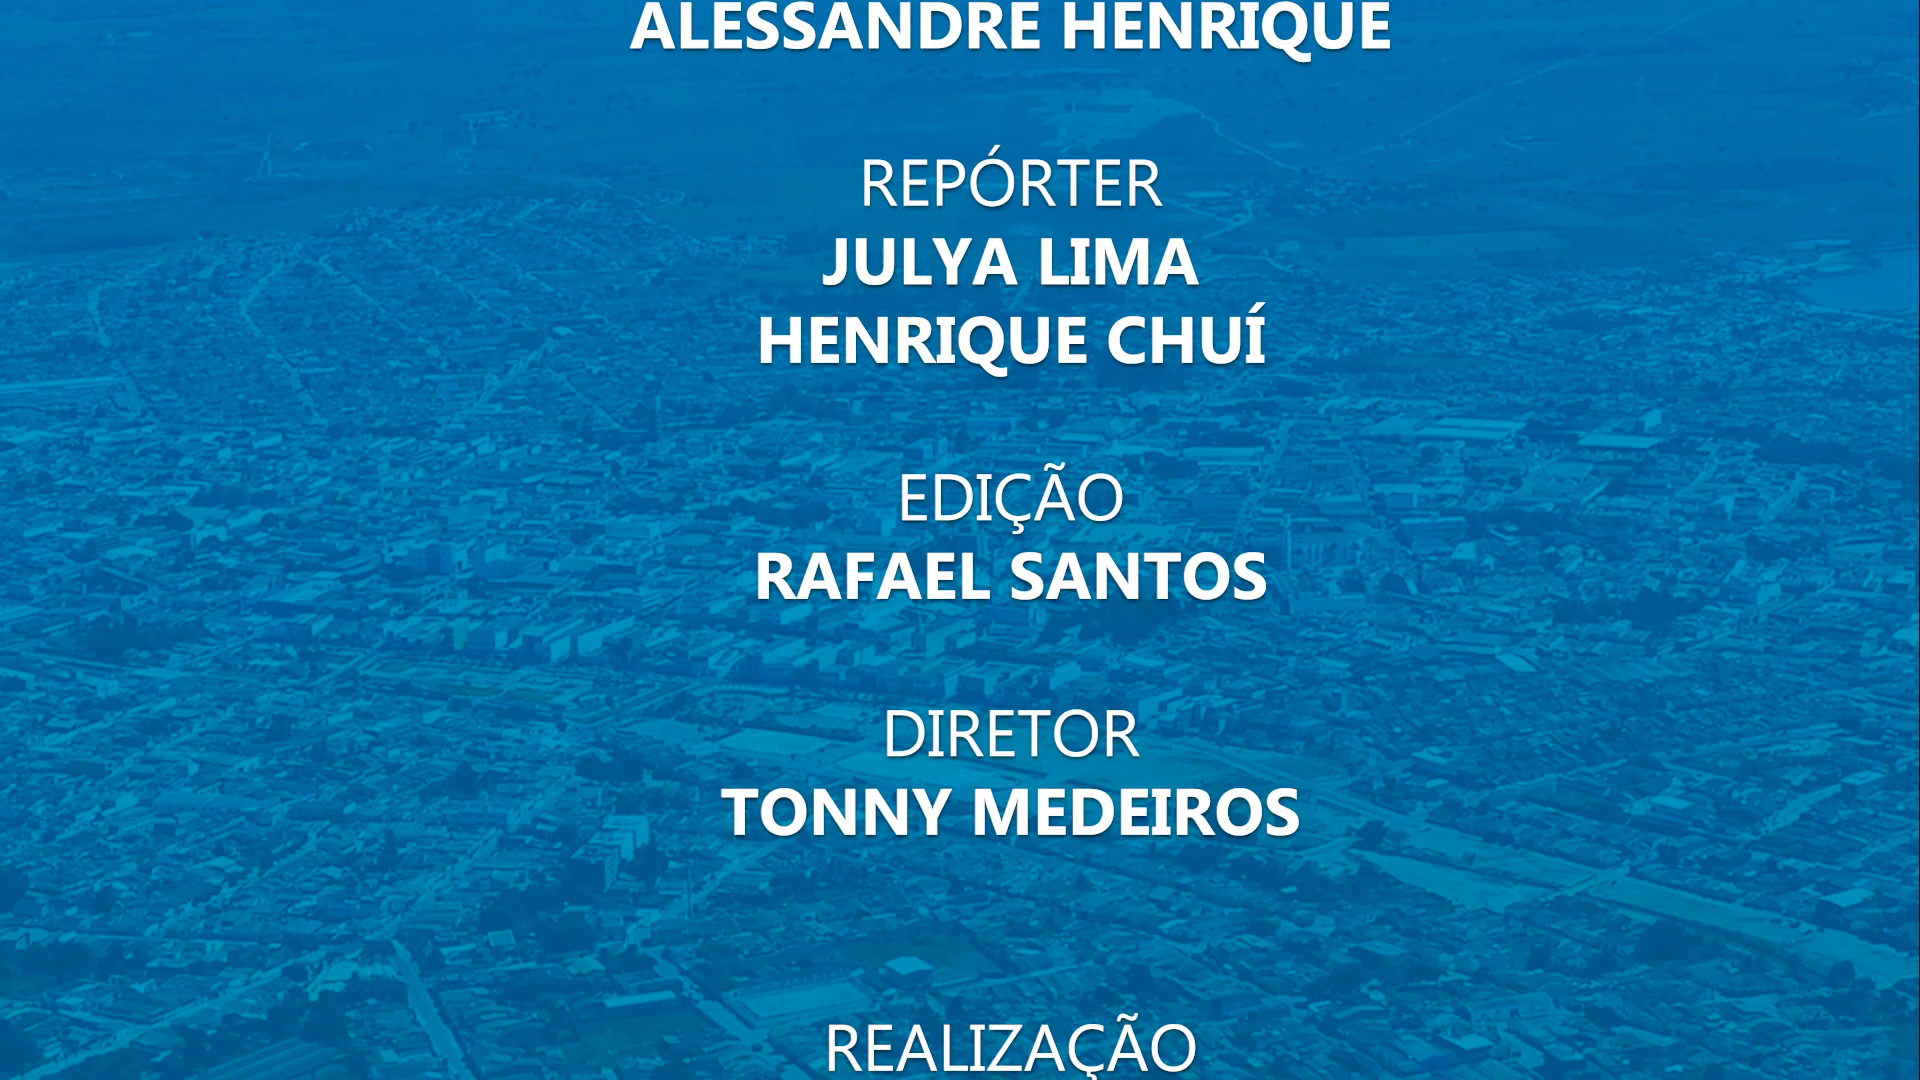 ALESSANDRE HENRIQUE
REPÓRTER
JULYA LIMA
HENRIQUE CHUÍ
EDIÇÃO
RAFAEL SANTOS
DIRETOR
TONNY MEDEIROS
REALIZAÇÃO